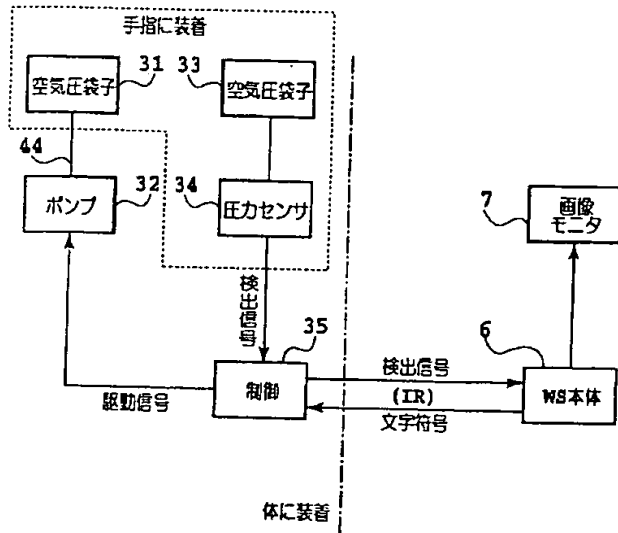 手指に装着
31
33
空気圧袋子
空気圧袋子
44
32
34
ポンプ
圧力センサ
7
画像
モニタ
検出信号
35
6
制御
検出信号
(IR)
文字符号
WS本体
駆動信号
体に装着